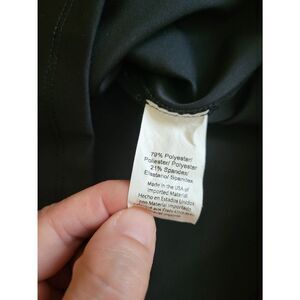 79% Polyester/
Poliester/ Polyester
21% Spandex/
Elastano/ Spandex
Made in the USA of
Imported Material
Hecho en Estados Unidos